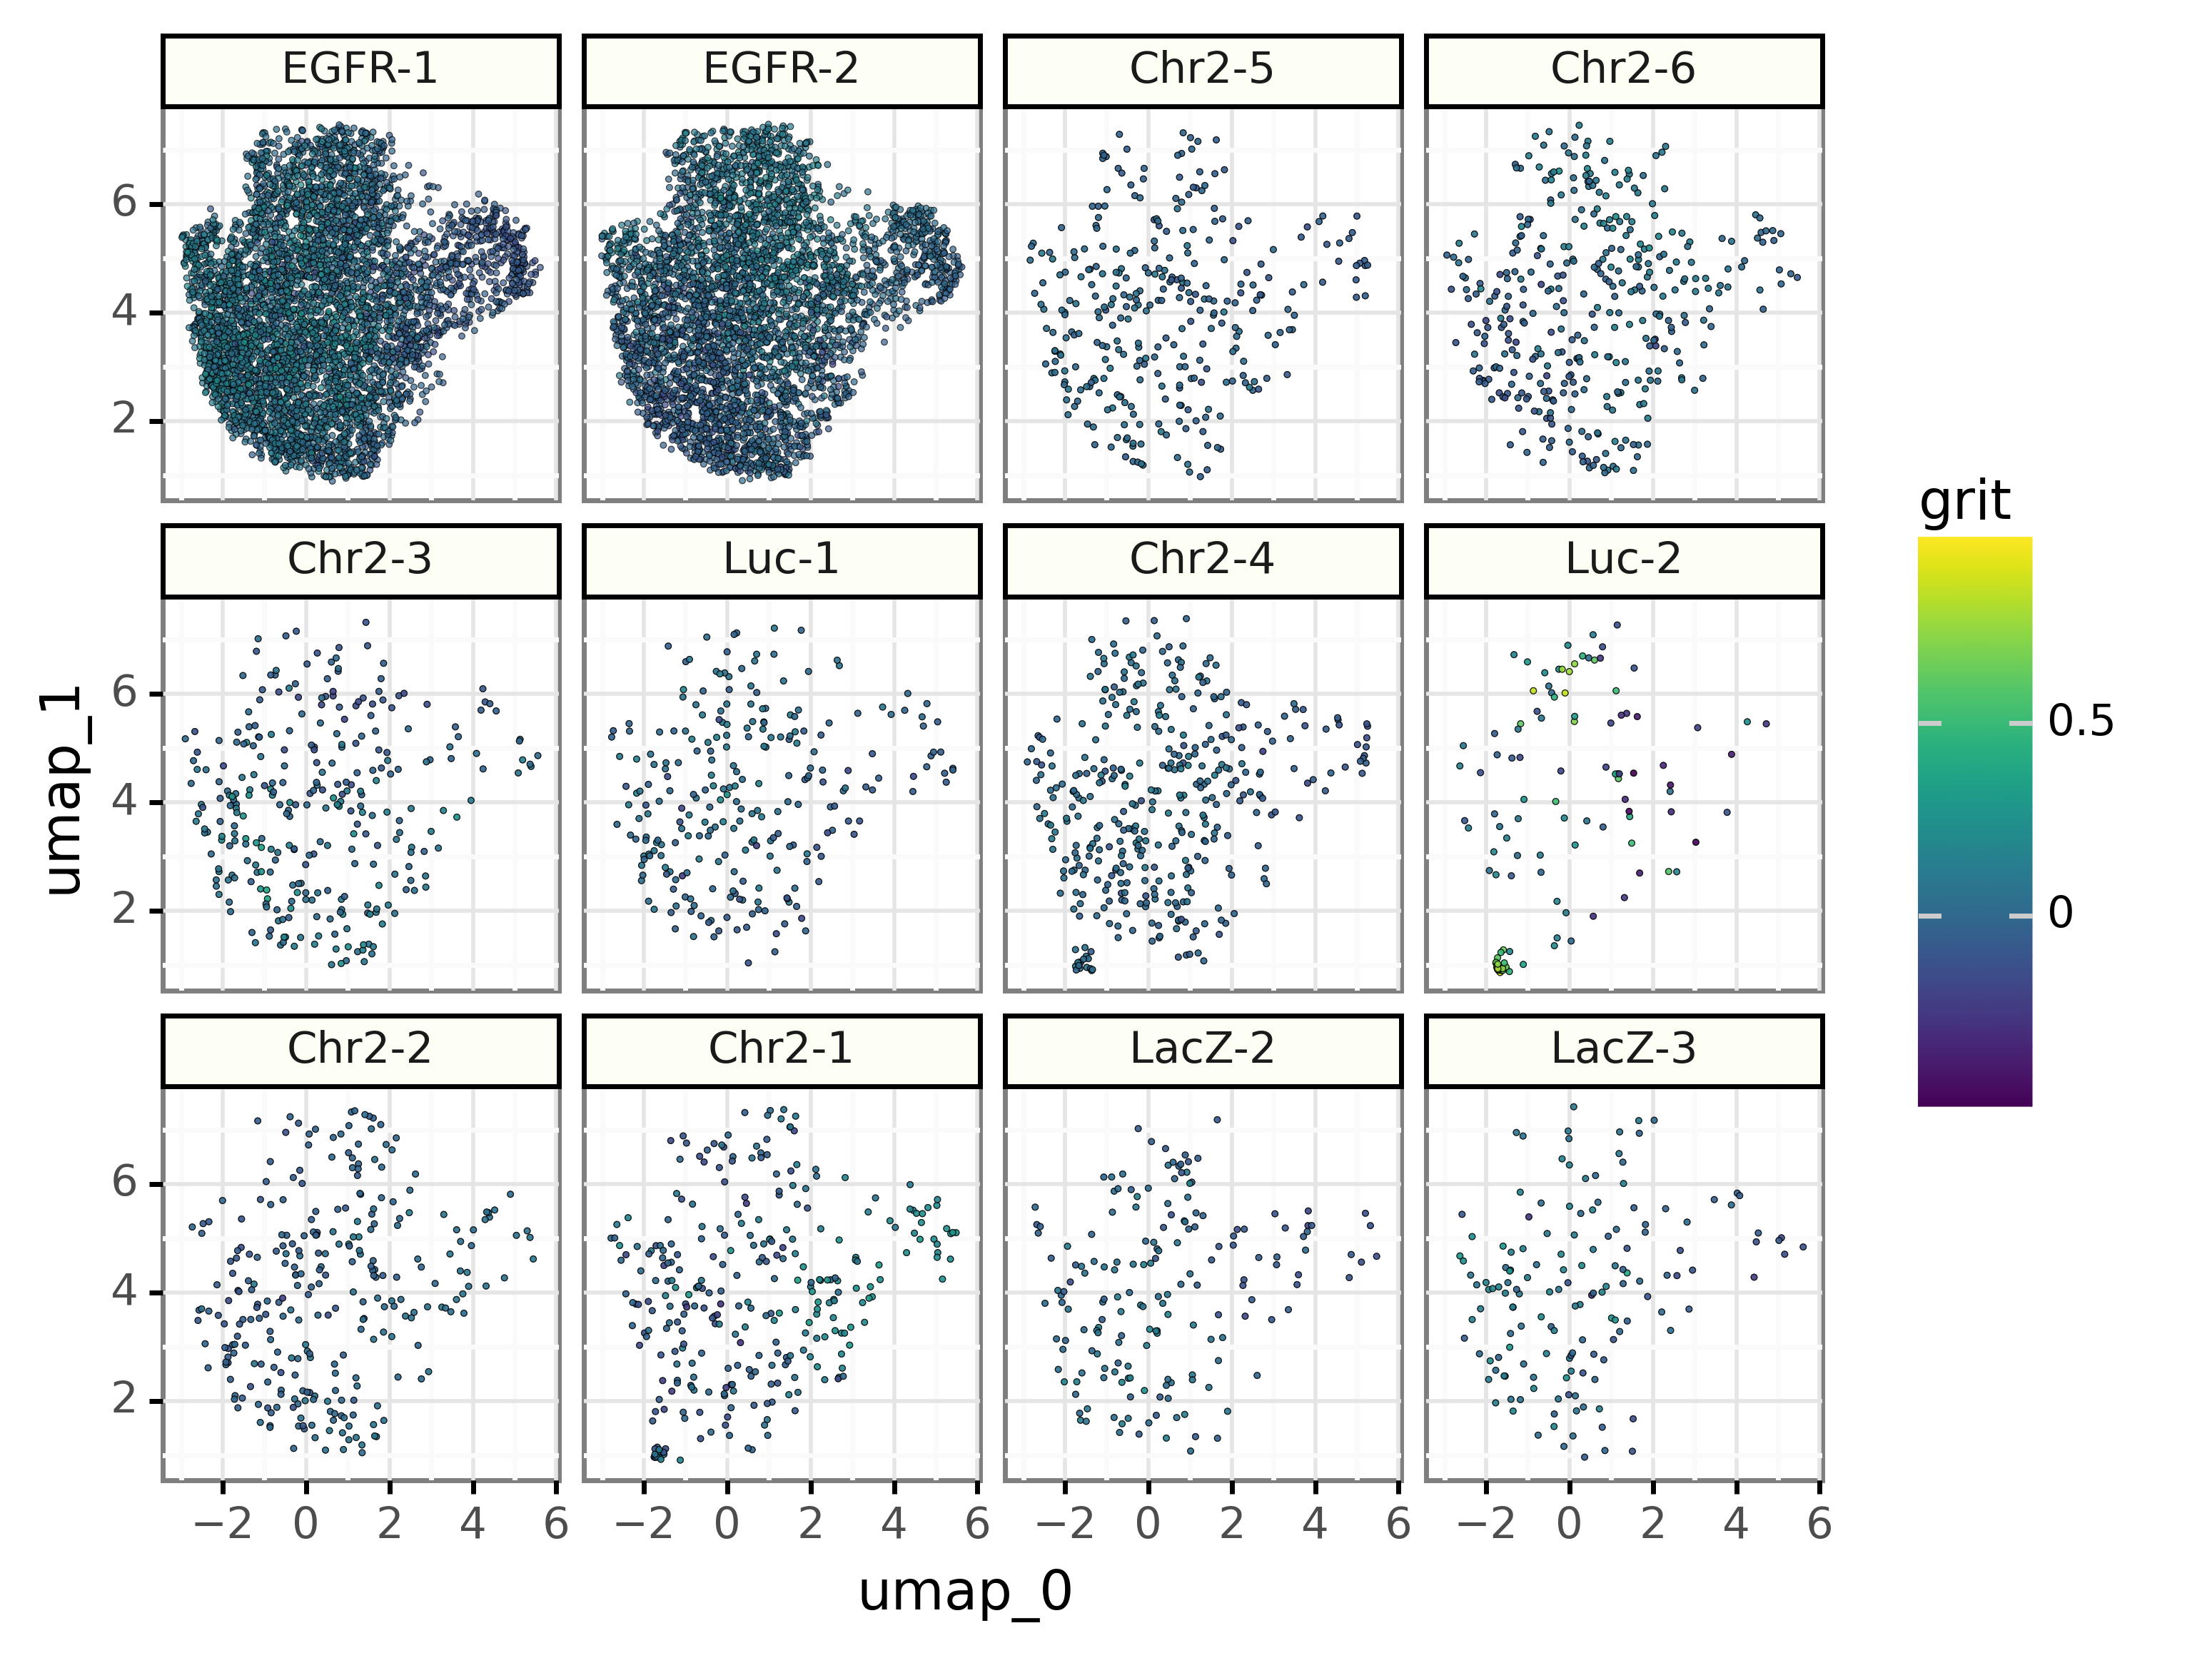 EGFR-1 EGFR-2 Chr2-5 Chr2-6
6
4
2
Chr2-3 Luc-1 Chr2-4 Luc-2
6
4
2
Chr2-2 Chr2-1 LacZ-2 LacZ-3
6
4
2
−2 0 2 4 6 −2 0 2 4 6 −2 0 2 4 6 −2 0 2 4 6
umap_0
umap_1
grit
0.5
0